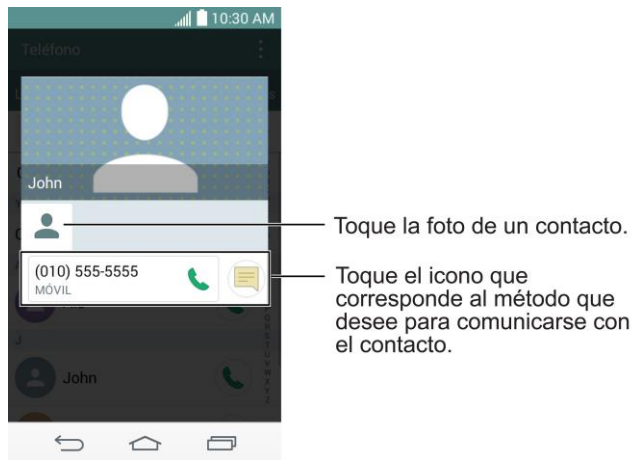 10:30 AM
Teléfono
John
Toque la foto de un contacto.
(010) 555-5555
MÓVIL
Toque el icono que
corresponde al método que
desee para comunicarse con
el contacto.
J
John